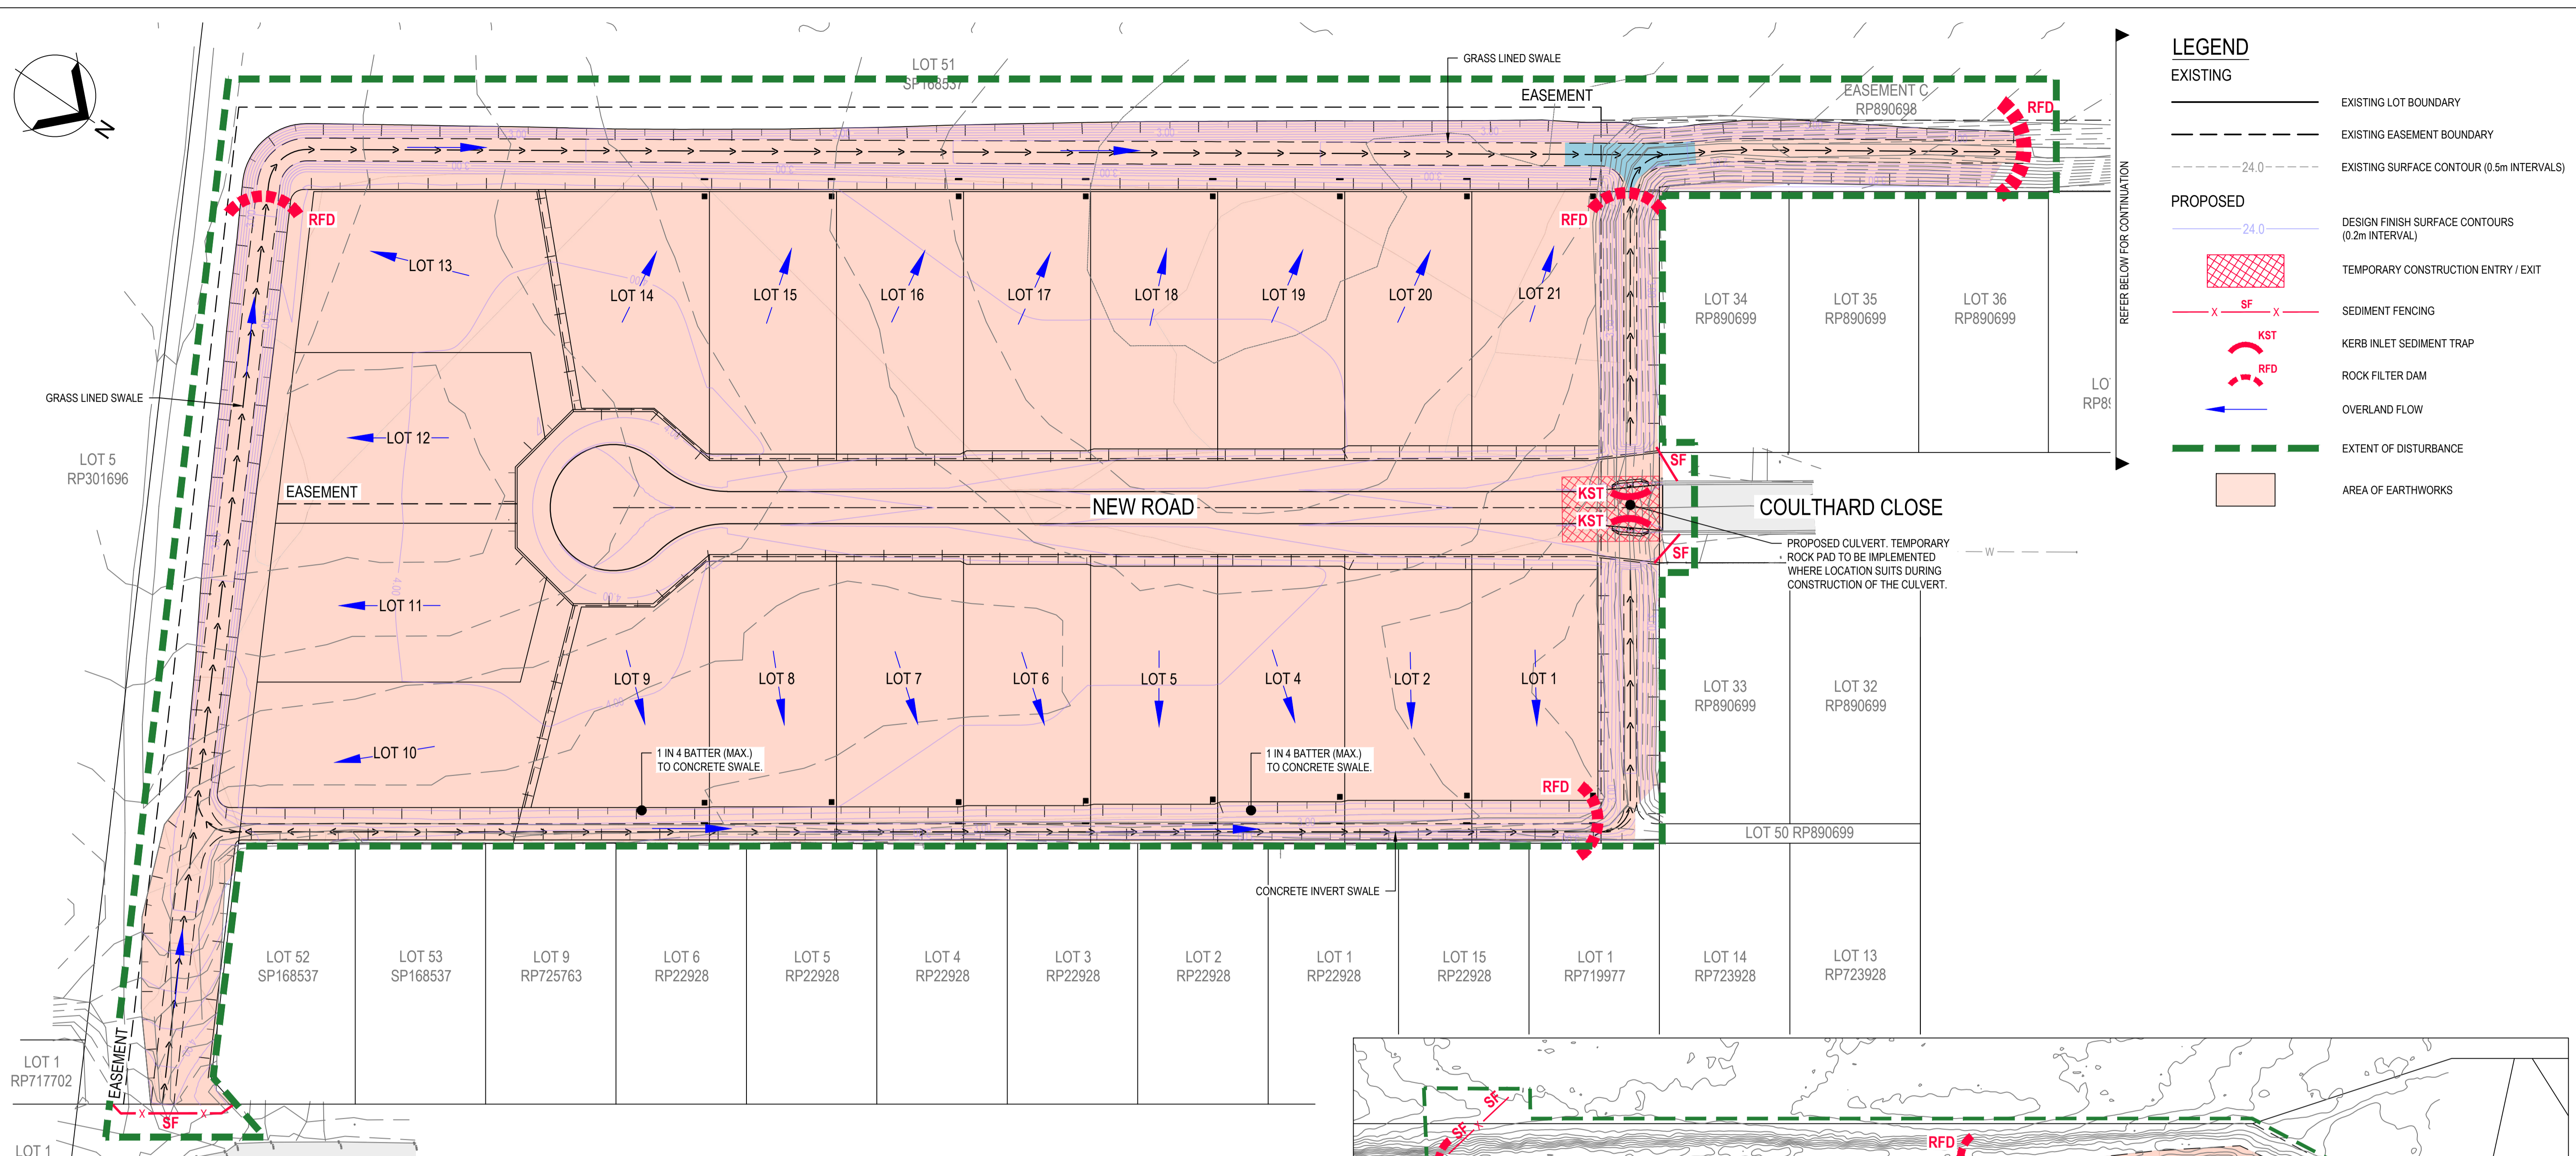 N
LOT 51
SP168537
GRASS LINED SWALE
EASEMENT
EASEMENT C
RP890698
RFD
RFD
RFD
LOT 13
LOT 14
LOT 15
LOT 16
LOT 17
LOT 18
LOT 19
LOT 20
LOT 21
LOT 34
RP890699
LOT 35
RP890699
LOT 36
RP890699
REFER BELOW FOR CONTINUATION
GRASS LINED SWALE
LOT 5
RP301696
LOT 12
EASEMENT
LOT 11
LOT 10
NEW ROAD
KST
KST
SF
SF
COULTHARD CLOSE
PROPOSED CULVERT. TEMPORARY
ROCK PAD TO BE IMPLEMENTED
WHERE LOCATION SUITS DURING
CONSTRUCTION OF THE CULVERT.
W
LOT 9
LOT 8
LOT 7
LOT 6
LOT 5
LOT 4
LOT 2
LOT 1
LOT 33
RP890699
LOT 32
RP890699
1 IN 4 BATTER (MAX.)
TO CONCRETE SWALE.
1 IN 4 BATTER (MAX.)
TO CONCRETE SWALE.
RFD
LOT 50 RP890699
CONCRETE INVERT SWALE
LOT 52
SP168537
LOT 53
SP168537
LOT 9
RP725763
LOT 6
RP22928
LOT 5
RP22928
LOT 4
RP22928
LOT 3
RP22928
LOT 2
RP22928
LOT 1
RP22928
LOT 15
RP22928
LOT 1
RP719977
LOT 14
RP723928
LOT 13
RP723928
LOT 1
RP717702
EASEMENT
X X
SF
LOT 1
SF
SF
X
RFD
LEGEND
EXISTING
EXISTING LOT BOUNDARY
EXISTING EASEMENT BOUNDARY
24.0 EXISTING SURFACE CONTOUR (0.5m INTERVALS)
PROPOSED
24.0 DESIGN FINISH SURFACE CONTOURS
(0.2m INTERVAL)
TEMPORARY CONSTRUCTION ENTRY / EXIT
X SF X SEDIMENT FENCING
KST KERB INLET SEDIMENT TRAP
RFD ROCK FILTER DAM
OVERLAND FLOW
EXTENT OF DISTURBANCE
AREA OF EARTHWORKS